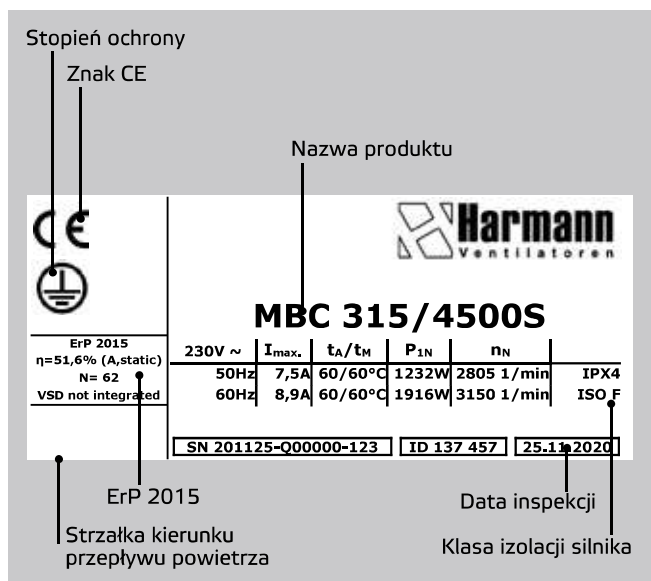 Stopień ochrony
Znak CE
Nazwa produktu
CE
Harmann
Ventilatoren
MBC 315/4500S
ErP 2015
η=51,6% (A,static)
N= 62
VSD not integrated
230V ~ Imax. tA/tM P1N nN
50Hz 7,5A 60/60°C 1232W 2805 1/min IPX4
60Hz 8,9A 60/60°C 1916W 3150 1/min ISO F
SN 201125-Q00000-123 ID 137 457 25.11.2020
ErP 2015
Data inspekcji
Strzałka kierunku
przepływu powietrza
Klasa izolacji silnika